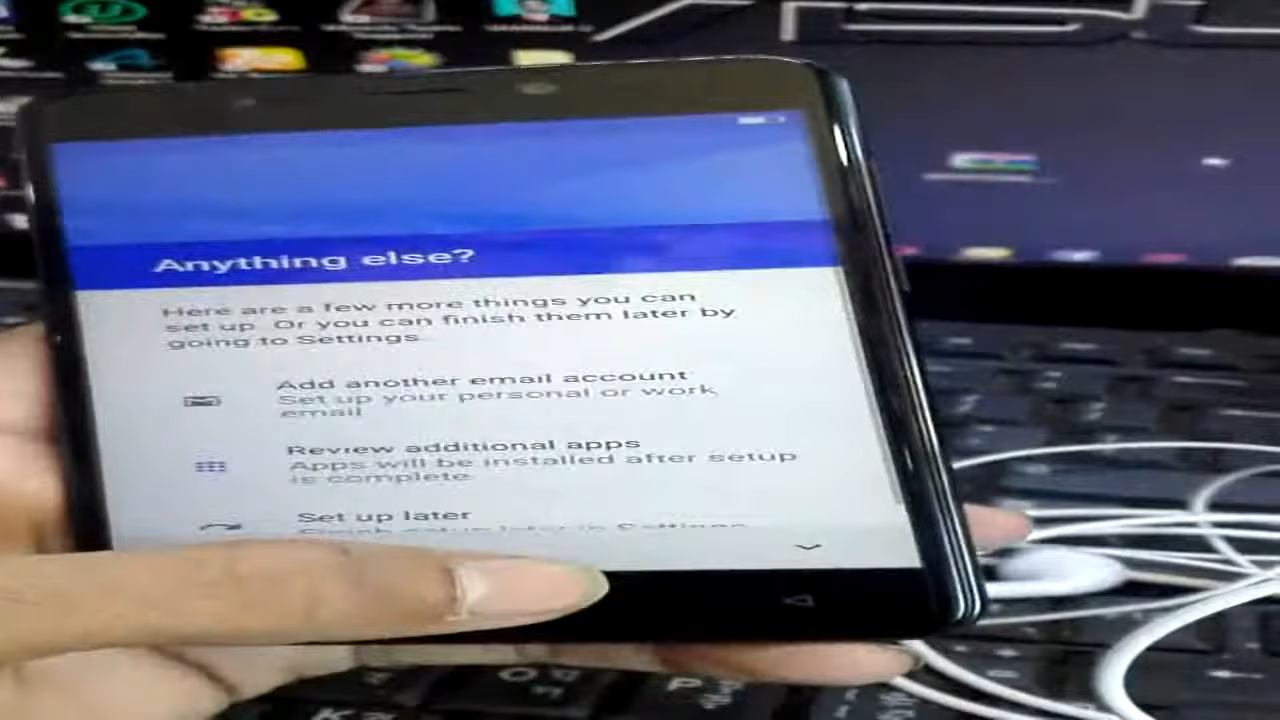 Anything else?
Here are a few more things you can
set up. Or you can finish them later by
going to Settings.
Add another email account
Set up your personal or work
email
Review additional apps
Apps will be installed after setup
is complete
Set up later
O
P
K